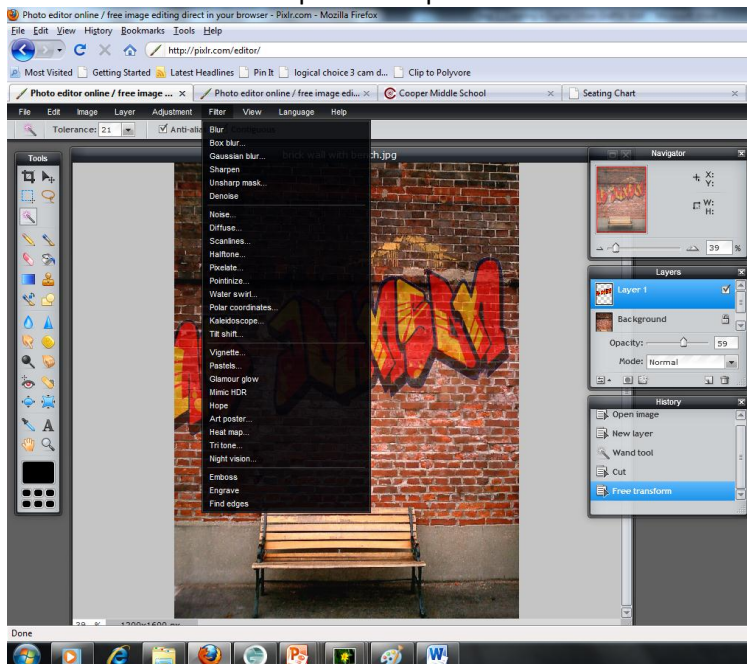 Photo editor online / free image editing direct in your browser - Pixlr.com - Mozilla Firefox
File Edit View History Bookmarks Tools Help
http://pixlr.com/editor/
Most Visited Getting Started Latest Headlines Pin It logical choice 3 cam d... Clip to Polyvore
Photo editor online / free image ... × Photo editor online / free image edi... × Cooper Middle School × Seating Chart ×
File Edit Image Layer Adjustment Filter View Language Help
Tolerance: 21 Anti-alia
Tools
.jpg
Blur
Box blur...
Gaussian blur...
Sharpen
Unsharp mask...
Denoise
Noise...
Diffuse...
Scanlines...
Halftone...
Pixelate...
Pointinize...
Water swirl...
Polar coordinates...
Kaleidoscope...
Tilt shift...
Vignette...
Pastels...
Glamour glow
Mimic HDR
Hope
Art poster...
Heat map...
Tri tone...
Night vision...
Emboss
Engrave
Find edges
Navigator
X:
Y:
W:
H:
39 %
Layers
Layer 1
Background
Opacity: 59
Mode: Normal
History
Open image
New layer
Wand tool
Cut
Free transform
39 % 1200x1600 px
Done